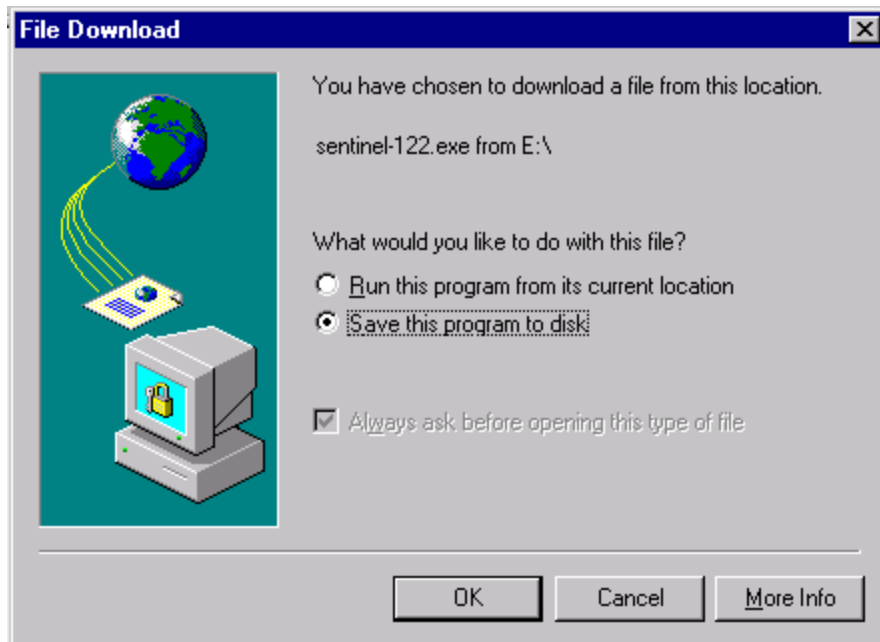 File Download
You have chosen to download a file from this location.
sentinel-122.exe from E:\
What would you like to do with this file?
Run this program from its current location
Save this program to disk
Always ask before opening this type of file
OK
Cancel
More Info